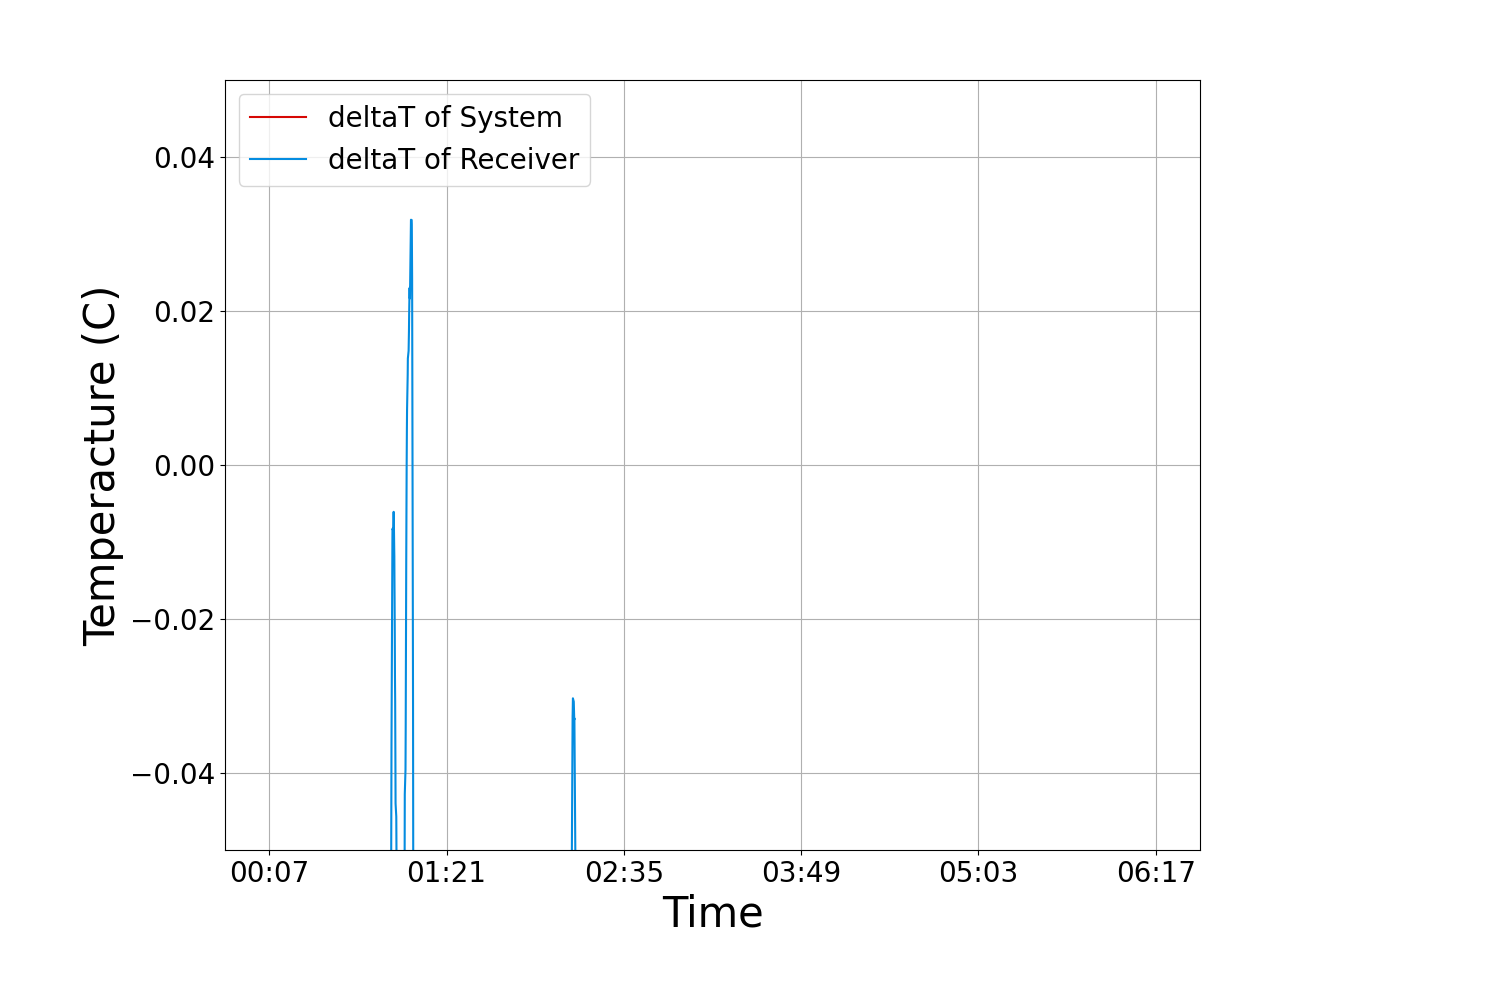 deltaT of System
deltaT of Receiver
0.04
0.02
0.00
−0.02
−0.04
Temperacture (C)
00:07 01:21 02:35 03:49 05:03 06:17
Time